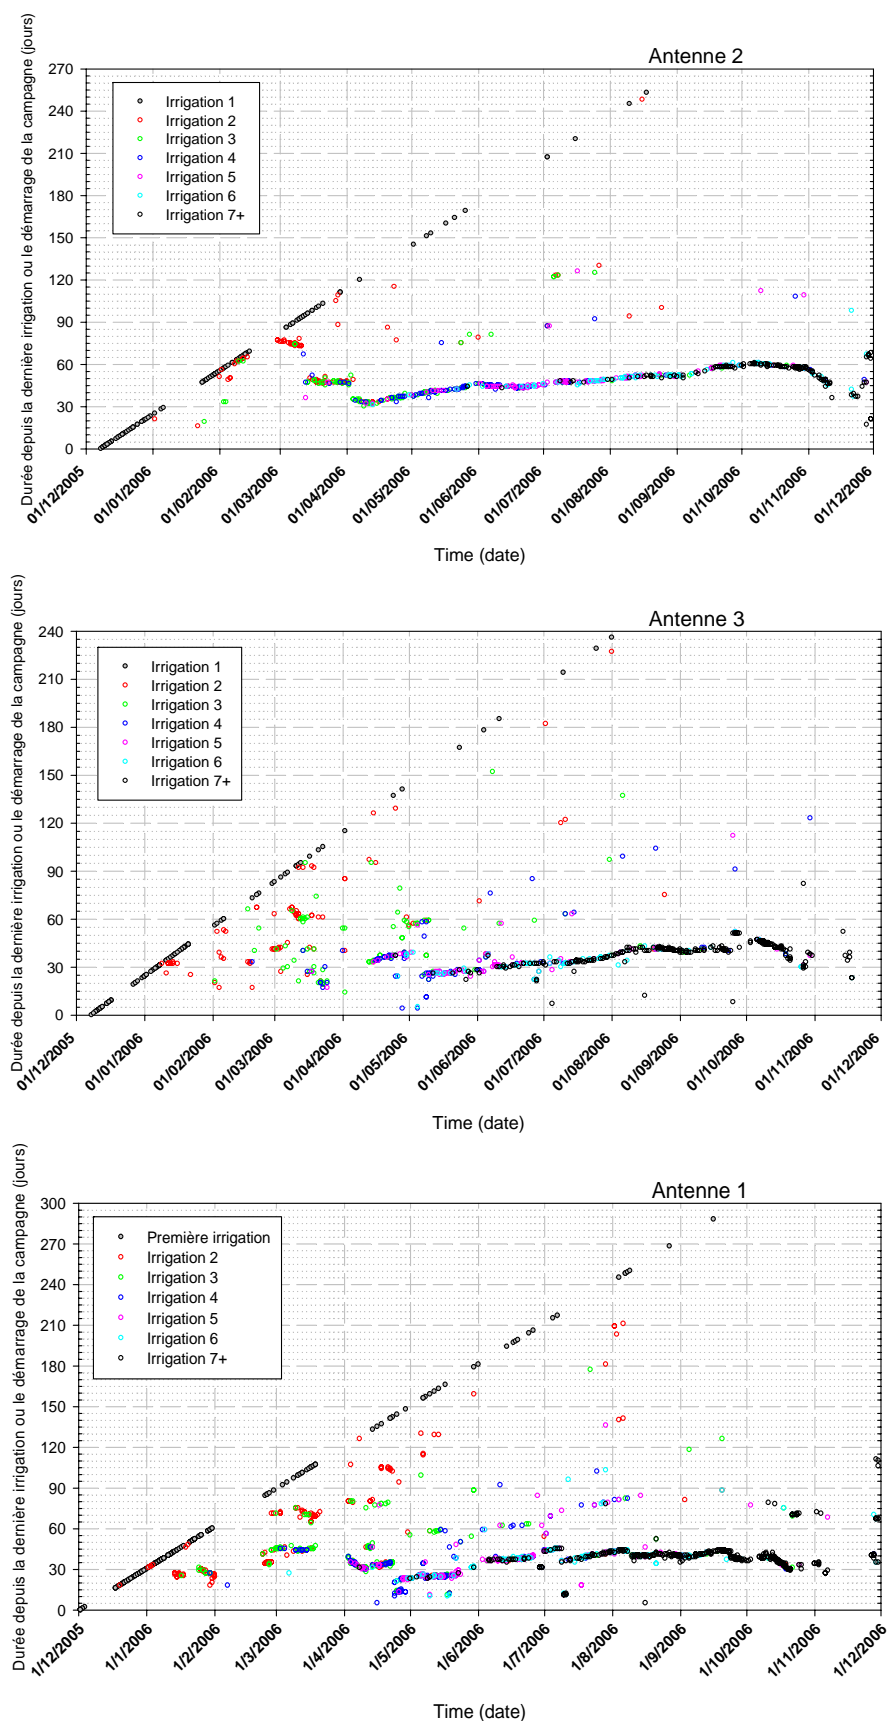 Antenne 2
Durée depuis la dernière irrigation ou le démarrage de la campagne (jours)
270
240
210
180
150
120
90
60
30
0
Irrigation 1
Irrigation 2
Irrigation 3
Irrigation 4
Irrigation 5
Irrigation 6
Irrigation 7+
01/12/2005
01/01/2006
01/02/2006
01/03/2006
01/04/2006
01/05/2006
01/06/2006
01/07/2006
01/08/2006
01/09/2006
01/10/2006
01/11/2006
01/12/2006
Time (date)
Antenne 3
Durée depuis la dernière irrigation ou le démarrage de la campagne (jours)
240
210
180
150
120
90
60
30
0
Irrigation 1
Irrigation 2
Irrigation 3
Irrigation 4
Irrigation 5
Irrigation 6
Irrigation 7+
01/12/2005
01/01/2006
01/02/2006
01/03/2006
01/04/2006
01/05/2006
01/06/2006
01/07/2006
01/08/2006
01/09/2006
01/10/2006
01/11/2006
01/12/2006
Time (date)
Antenne 1
Durée depuis la dernière irrigation ou le démarrage de la campagne (jours)
300
270
240
210
180
150
120
90
60
30
0
Première irrigation
Irrigation 2
Irrigation 3
Irrigation 4
Irrigation 5
Irrigation 6
Irrigation 7+
1/12/2005
1/1/2006
1/2/2006
1/3/2006
1/4/2006
1/5/2006
1/6/2006
1/7/2006
1/8/2006
1/9/2006
1/10/2006
1/11/2006
1/12/2006
Time (date)